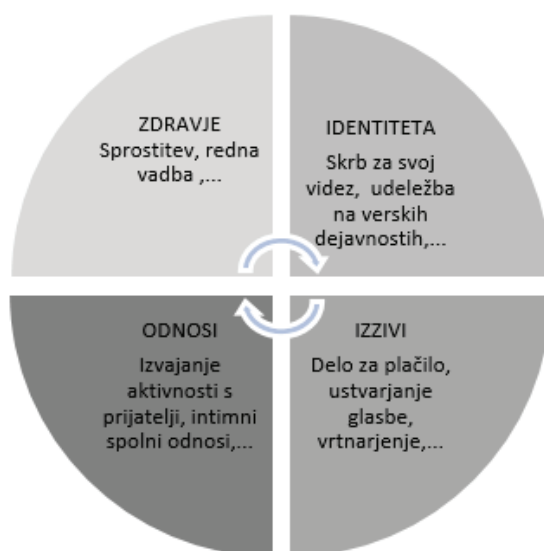 ZDRAVJE
Sprostitev, redna
vadba ,...
IDENTITETA
Skrb za svoj
videz,  udeležba
na verskih
dejavnostih,...
ODNOSI
Izvajanje
aktivnosti s
prijatelji, intimni
spolni odnosi,...
IZZIVI
Delo za plačilo,
ustvarjanje
glasbe,
vrtnarjenje,...